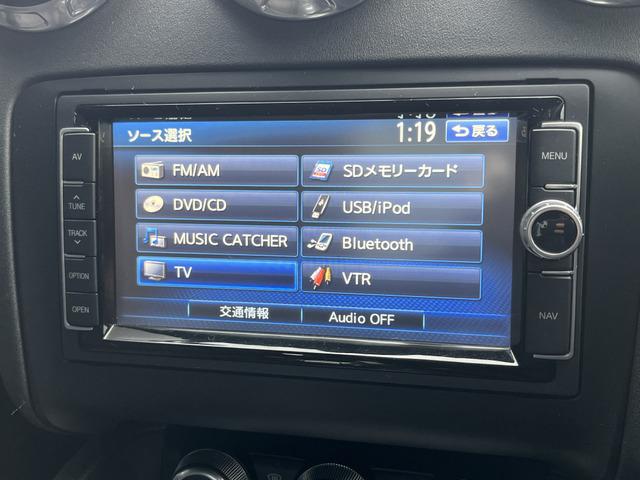 ソース選択
1:19
戻る
FM/AM
SDメモリーカード
DVD/CD
USB/iPod
MUSIC CATCHER
Bluetooth
TV
VTR
交通情報
Audio OFF
AV
TUNE
TRACK
OPTION
OPEN
MENU
NAV